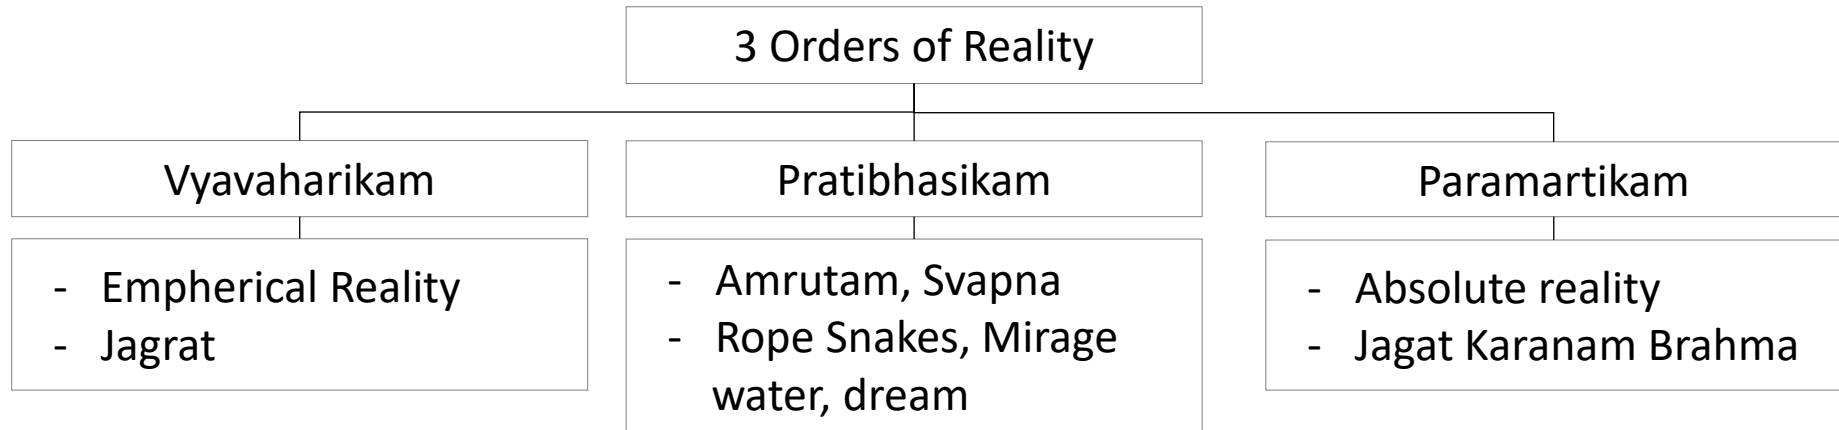 3 Orders of Reality
Vyavaharikam
Pratibhasikam
Paramartikam
- Empherical Reality
- Jagrat
- Amrutam, Svapna
- Rope Snakes, Mirage
water, dream
- Absolute reality
- Jagat Karanam Brahma